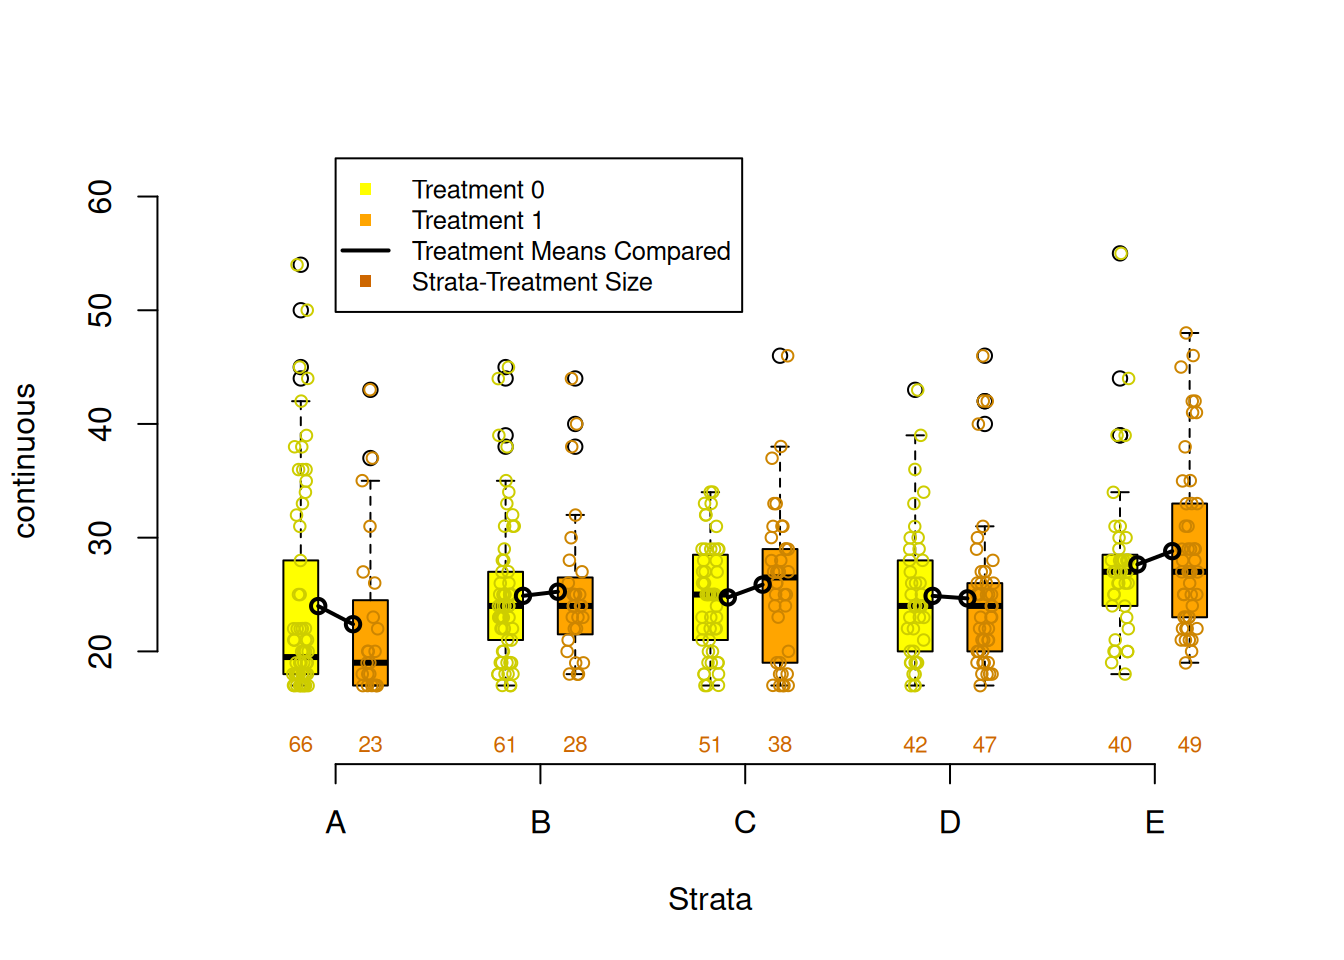 Treatment 0
Treatment 1
Treatment Means Compared
Strata-Treatment Size
60
50
40
30
20
continuous
66 23 61 28 51 38 42 47 40 49
A B C D E
Strata